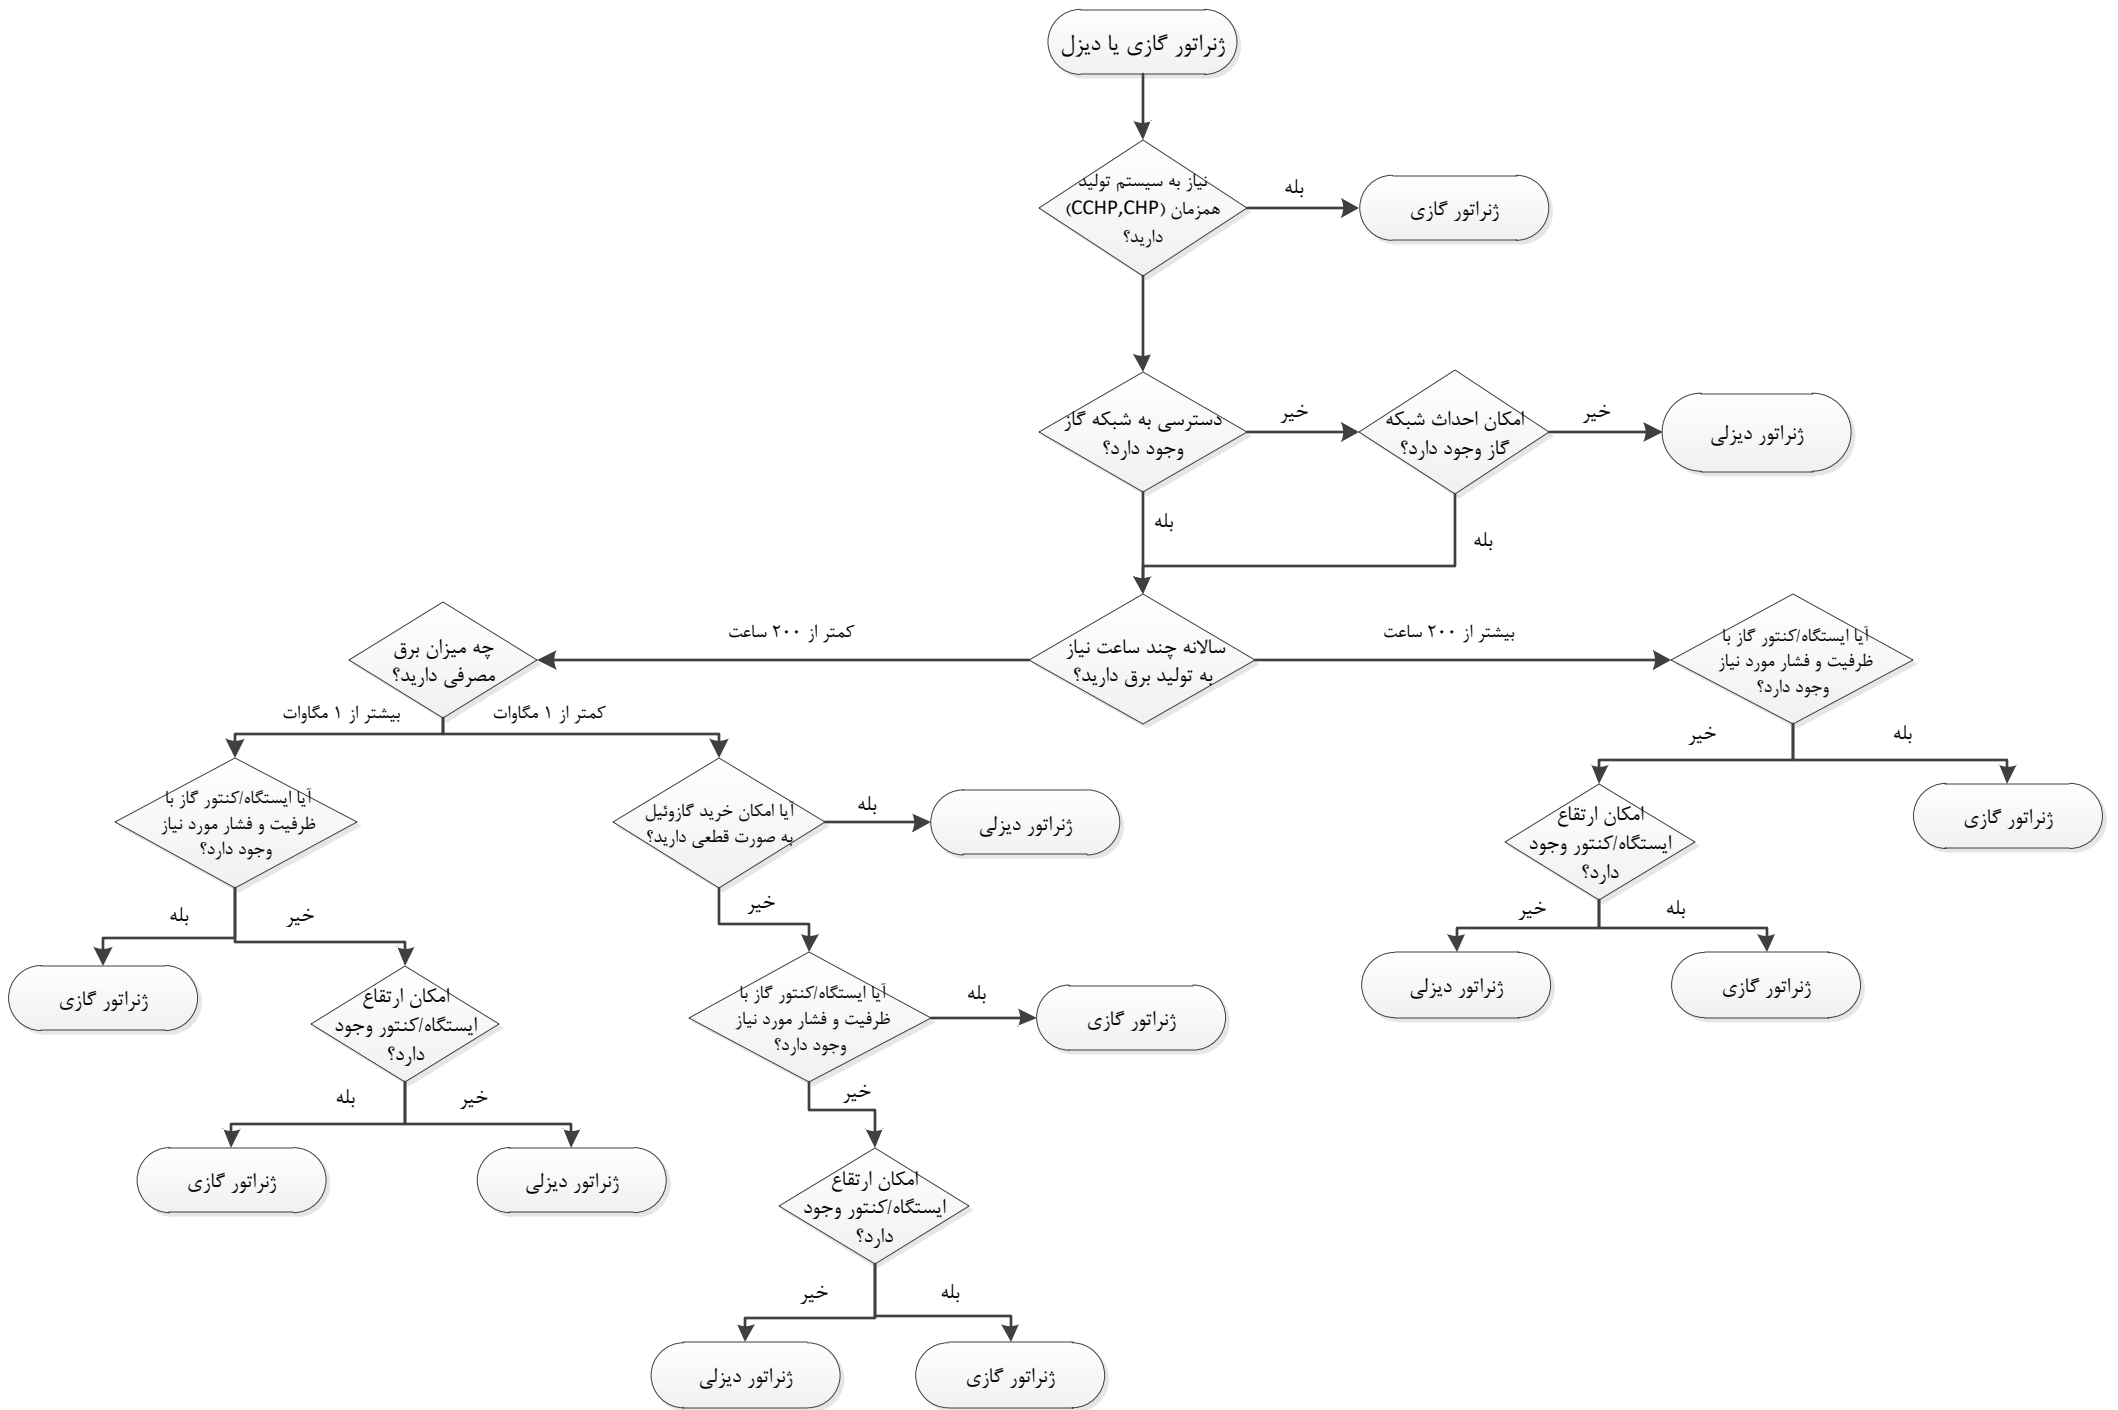 ژنراتور گازی یا دیزل
نیاز به سیستم تولید
همزمان (CCHP,CHP)
دارید؟
بله
ژنراتور گازی
دسترسی به شبکه گاز
وجود دارد؟
خیر
امکان احداث شبکه
گاز وجود دارد؟
خیر
ژنراتور دیزلی
بله
بله
سالانه چند ساعت نیاز
به تولید برق دارید؟
بیشتر از ۲۰۰ ساعت
کمتر از ۲۰۰ ساعت
آیا ایستگاه/کنتور گاز با
ظرفیت و فشار مورد نیاز
وجود دارد؟
بله
خیر
ژنراتور گازی
امکان ارتقاع
ایستگاه/کنتور وجود
دارد؟
بله
خیر
ژنراتور گازی
ژنراتور دیزلی
چه میزان برق
مصرفی دارید؟
کمتر از ۱ مگاوات
بیشتر از ۱ مگاوات
آیا امکان خرید گازوئیل
به صورت قطعی دارید؟
بله
ژنراتور دیزلی
خیر
آیا ایستگاه/کنتور گاز با
ظرفیت و فشار مورد نیاز
وجود دارد؟
بله
ژنراتور گازی
خیر
امکان ارتقاع
ایستگاه/کنتور وجود
دارد؟
بله
خیر
ژنراتور گازی
ژنراتور دیزلی
آیا ایستگاه/کنتور گاز با
ظرفیت و فشار مورد نیاز
وجود دارد؟
خیر
بله
ژنراتور گازی
امکان ارتقاع
ایستگاه/کنتور وجود
دارد؟
خیر
بله
ژنراتور دیزلی
ژنراتور گازی